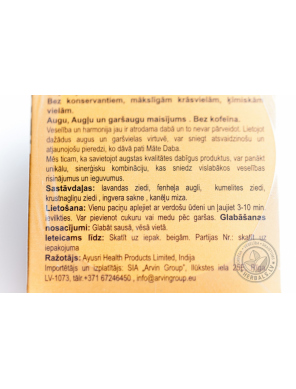 Bez konservantiem, mākslīgām krāsvielām, ķīmiskām
vielām.
Augu, Augļu un garšaugu maisījums . Bez kofeīna.
Veselība un harmonija jau ir atrodama dabā un to nevar pārveidot. Lietojot
dažādus augus un garšvielas virtuvē, var sniegt atsvaidzinošu un
atjaunojošu pieredzi, ko dāvā pati Māte Daba.
Mēs ticam, ka savietojot augstas kvalitātes dabīgus produktus, var panākt
unikālu, sinerģisku kombināciju, kas sniedz vislabākos veselības
risinājumus un ieguvumus.
Sastāvdaļas: lavandas ziedi, fenheļa augļi, kumelītes ziedi,
krustnagliņu ziedi , ingvera sakne , kanēļu miza.
Lietošana: Vienu paciņu aplejiet ar verdošu ūdeni un ļaujiet 3-10 min.
ievilkties. Var pievienot cukuru vai medu pēc garšas. Glabāšanas
nosacījumi: Glabāt sausā, vēsā vietā.
Ieteicams līdz: Skatīt uz iepak. beigām. Partijas Nr.: skatīt uz
iepakojuma
Ražotājs: Ayusri Health Products Limited, Indija
Importētājs un izplatītājs: SIA „Arvin Group", Ilūkstes iela
LV-1073, tālr.+371 67246450 , info@arvingroup.eu
HERBALS